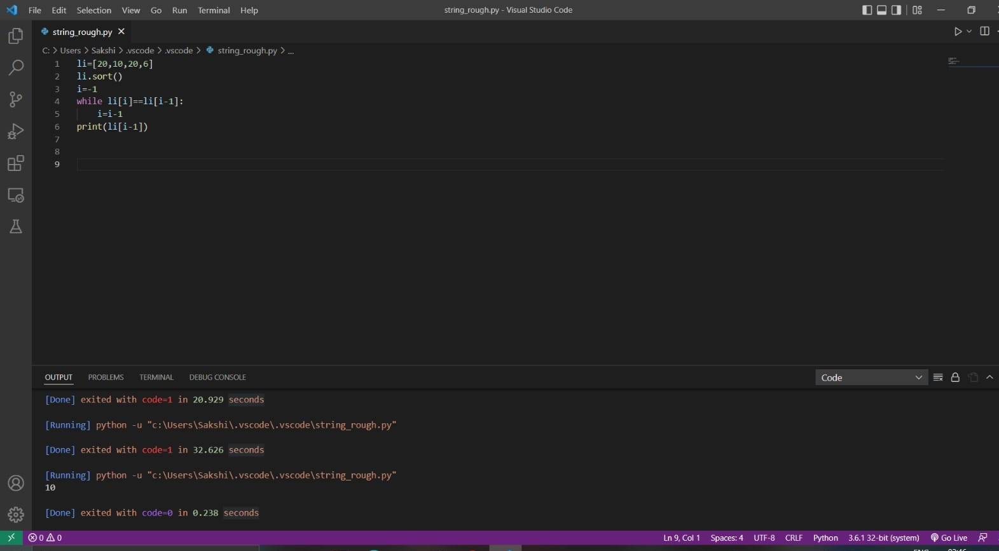 File Edit Selection View Go Run Terminal Help
string_rough.py - Visual Studio Code
string_rough.py
C: > Users > Sakshi > .vscode > .vscode > string_rough.py > ...
1 li=[20,10,20,6]
2 li.sort()
3 i=-1
4 while li[i]==li[i-1]:
5 i=i-1
6 print(li[i-1])
7
8
9
OUTPUT PROBLEMS TERMINAL DEBUG CONSOLE
Code
[Done] exited with code=1 in 20.929 seconds
[Running] python -u "c:\Users\Sakshi\.vscode\.vscode\string_rough.py"
[Done] exited with code=1 in 32.626 seconds
[Running] python -u "c:\Users\Sakshi\.vscode\.vscode\string_rough.py"
10
[Done] exited with code=0 in 0.238 seconds
0 0
Ln 9, Col 1 Spaces: 4 UTF-8 CRLF Python 3.6.1 32-bit (system) Go Live